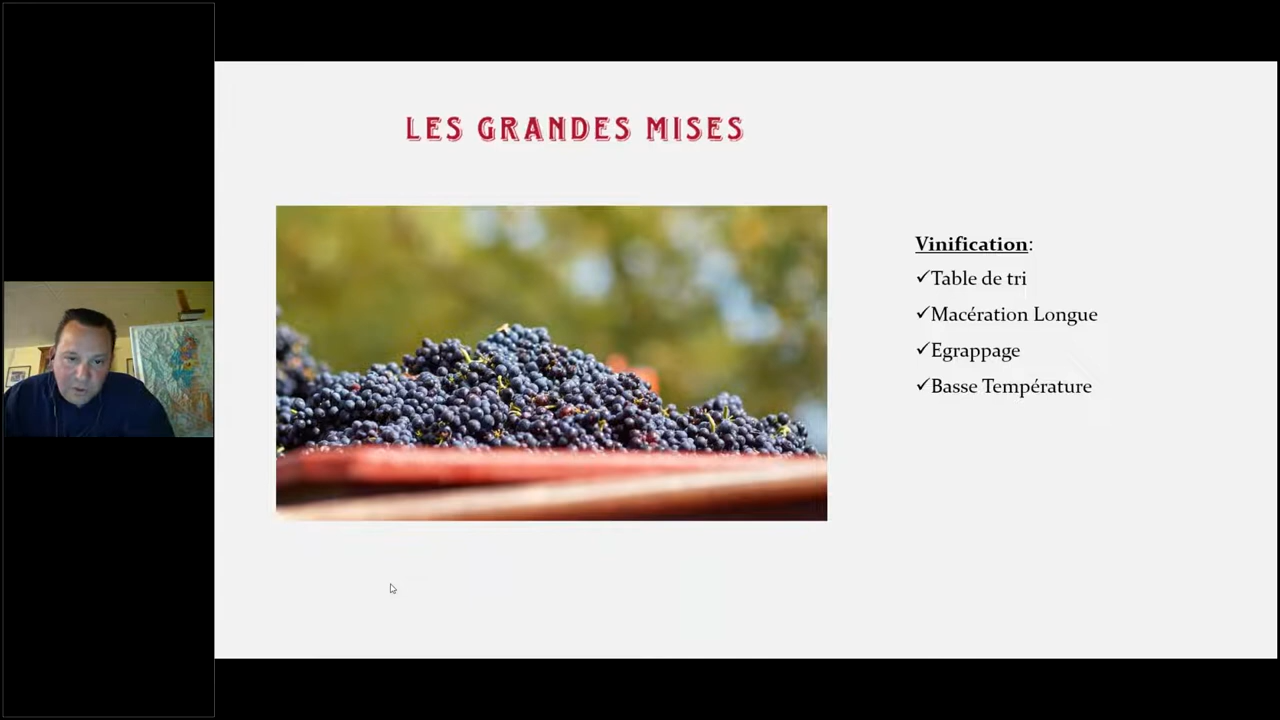 LES GRANDES MISES
Vinification:
✓Table de tri
✓Macération Longue
✓Egrappage
✓Basse Température